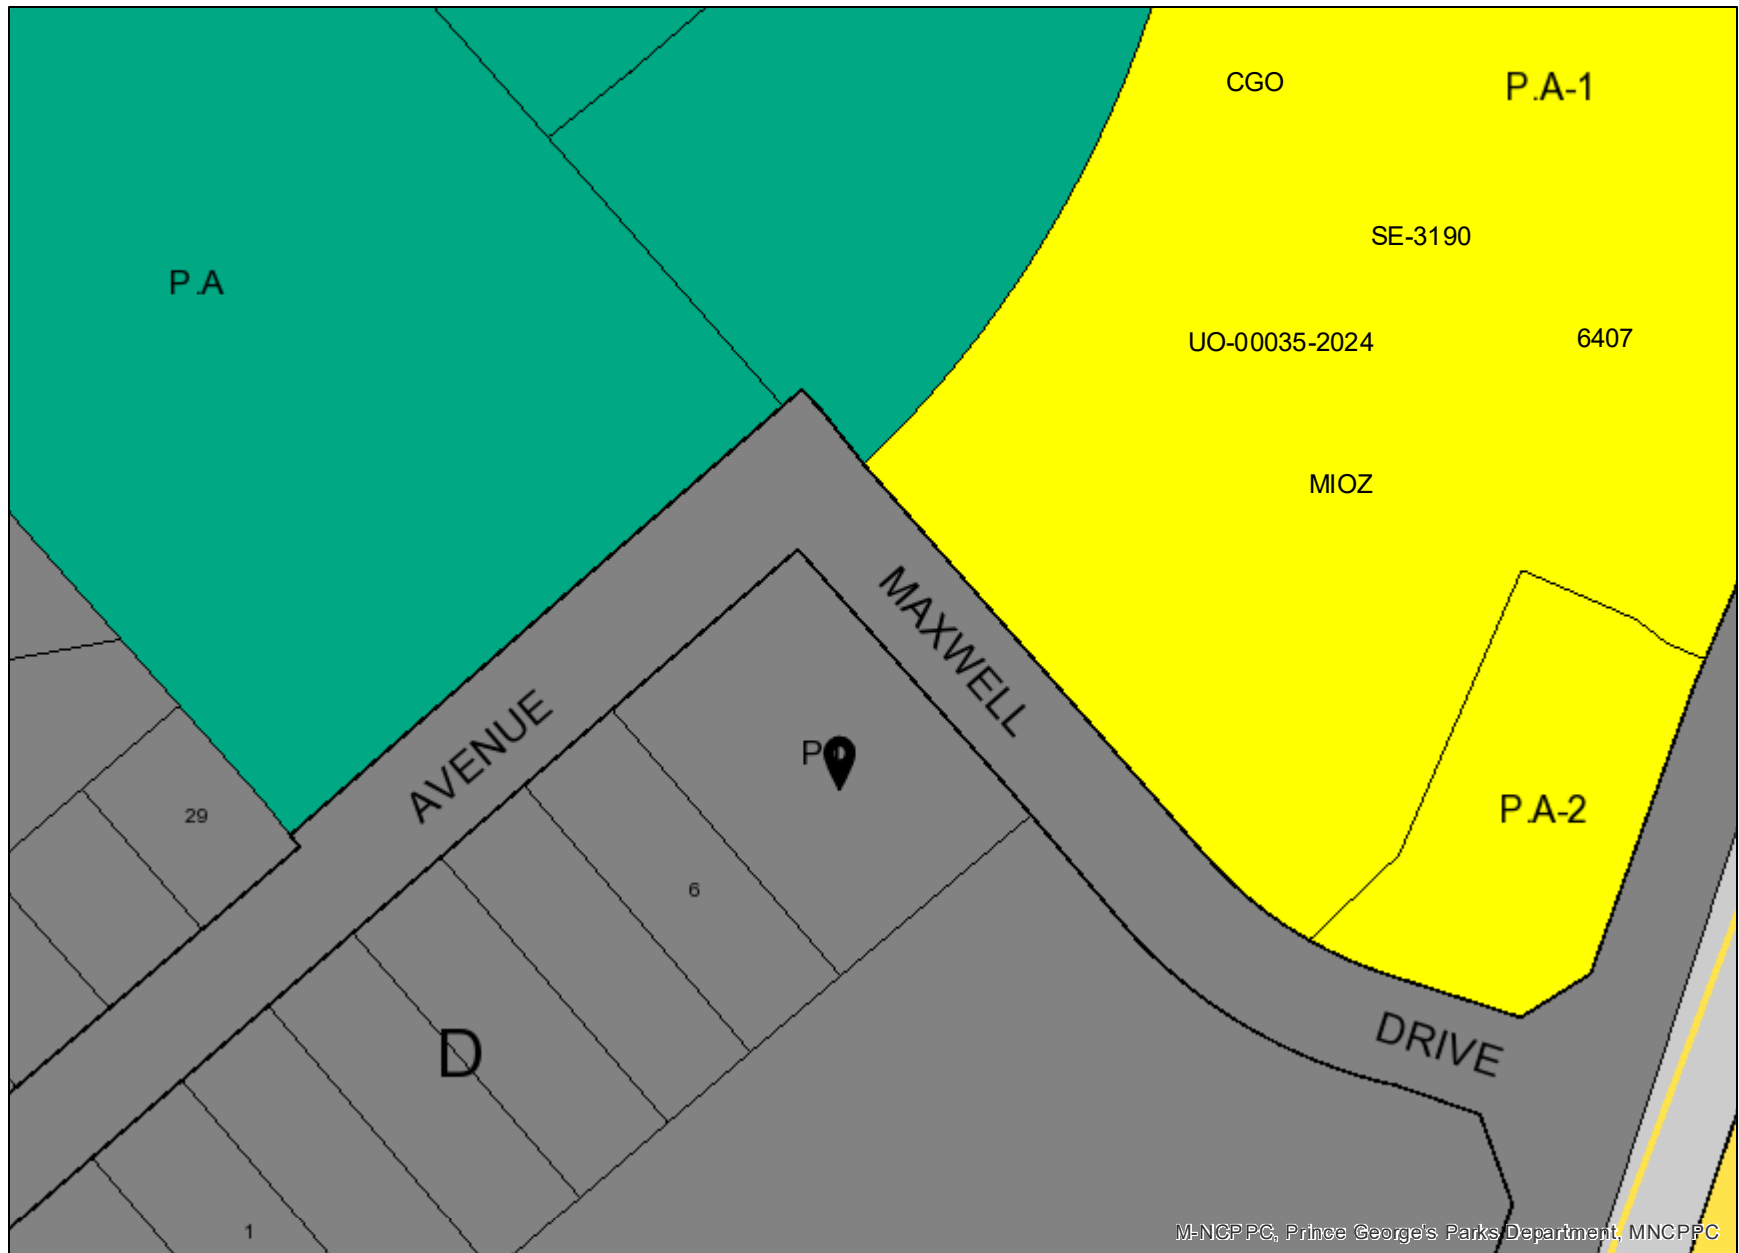 CGO
P.A-1
SE-3190
P.A
UO-00035-2024
6407
MIOZ
MAXWELL
AVENUE
29
P.A-2
6
DRIVE
D
1
M-NCPPC, Prince George's Parks Department, MNCPPC